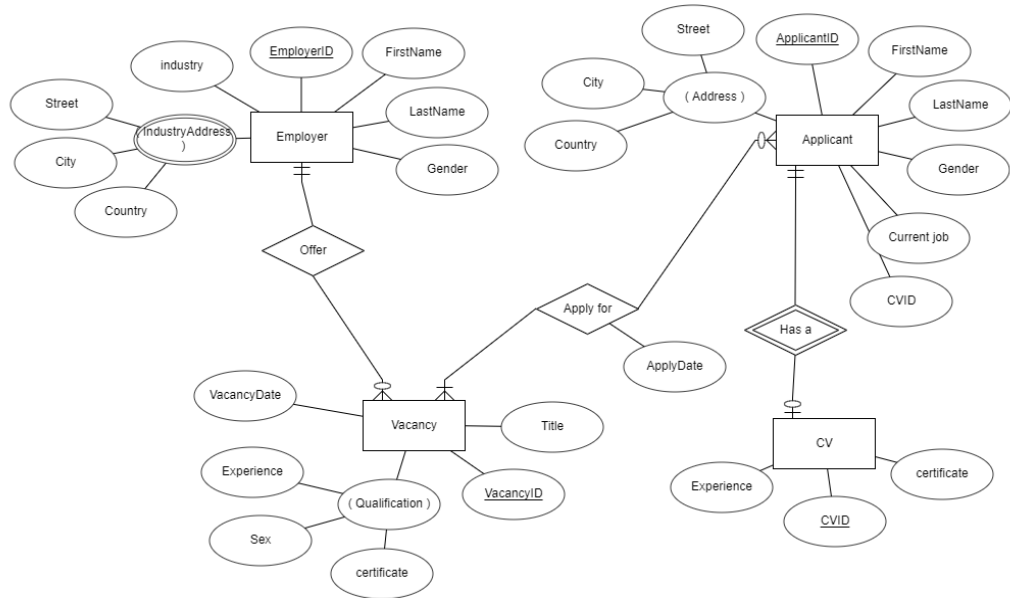 Street
ApplicantID
EmployerID
FirstName
FirstName
industry
City
( Address )
Street
LastName
LastName
( IndustryAddress
)
Employer
Applicant
Country
City
Gender
Gender
Country
Current job
Offer
CVID
Apply for
Has a
ApplyDate
VacancyDate
Vacancy
Title
CV
Experience
certificate
Experience
VacancyID
( Qualification )
CVID
Sex
certificate